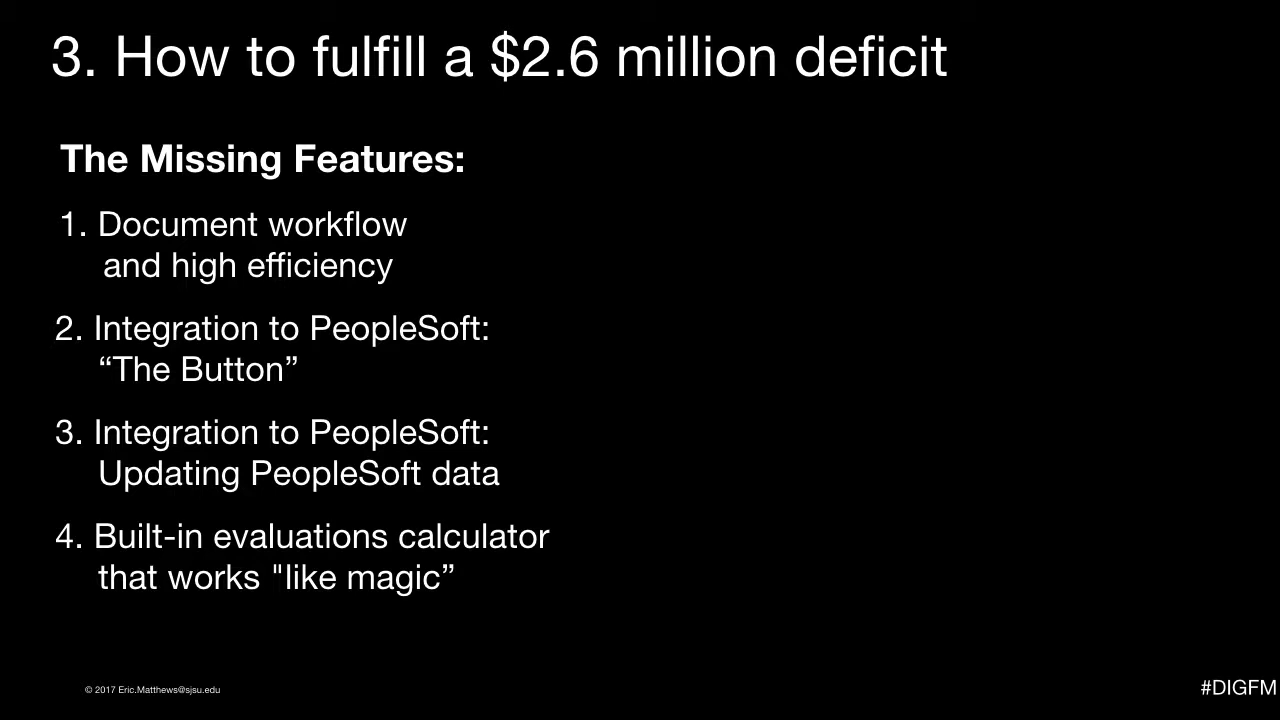 3. How to fulfill a $2.6 million deficit
The Missing Features:
1. Document workflow
and high efficiency
2. Integration to PeopleSoft:
“The Button”
3. Integration to PeopleSoft:
Updating PeopleSoft data
4. Built-in evaluations calculator
that works "like magic”
© 2017 Eric.Matthews@sjsu.edu
#DIGFM